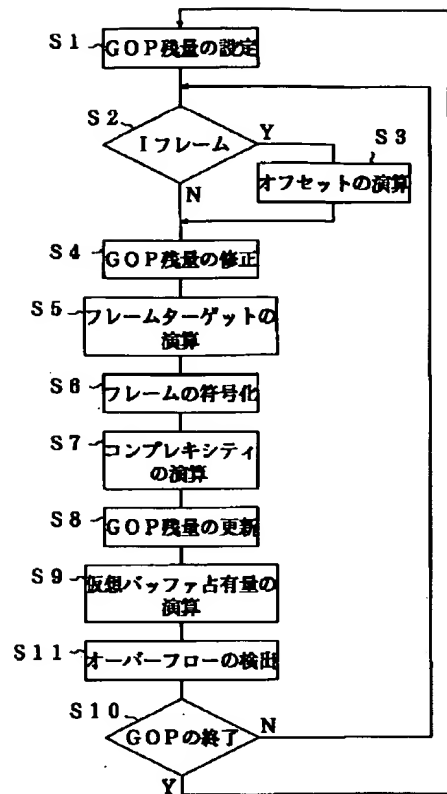 S1
GOP残量の設定
S2
Iフレーム
Y
N
S3
オフセットの演算
S4
GOP残量の修正
S5
フレームターゲットの
演算
S6
フレームの符号化
S7
コンプレキシティ
の演算
S8
GOP残量の更新
S9
仮想バッファ占有量の
演算
S11
オーバーフローの検出
S10
GOPの終了
N
Y